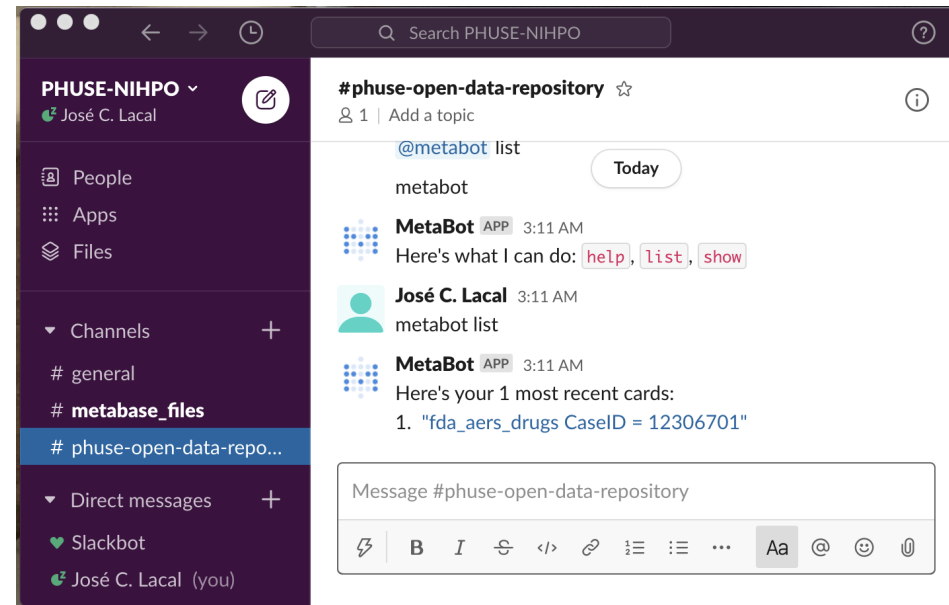 Search PHUSE-NIHPO
PHUSE-NIHPO
José C. Lacal
People
Apps
Files
Channels
# general
# metabase_files
# phuse-open-data-repo...
Direct messages
Slackbot
José C. Lacal (you)
#phuse-open-data-repository
1 | Add a topic
@metabot list
Today
metabot
MetaBot APP 3:11 AM
Here's what I can do: help, list, show
José C. Lacal 3:11 AM
metabot list
MetaBot APP 3:11 AM
Here's your 1 most recent cards:
1. "fda_aers_drugs CaseID = 12306701"
Message #phuse-open-data-repository
B I S </> ... Aa @